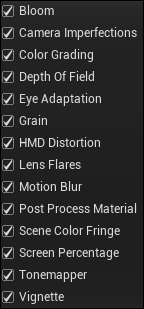 Bloom
Camera Imperfections
Color Grading
Depth Of Field
Eye Adaptation
Grain
HMD Distortion
Lens Flares
Motion Blur
Post Process Material
Scene Color Fringe
Screen Percentage
Tonemapper
Vignette